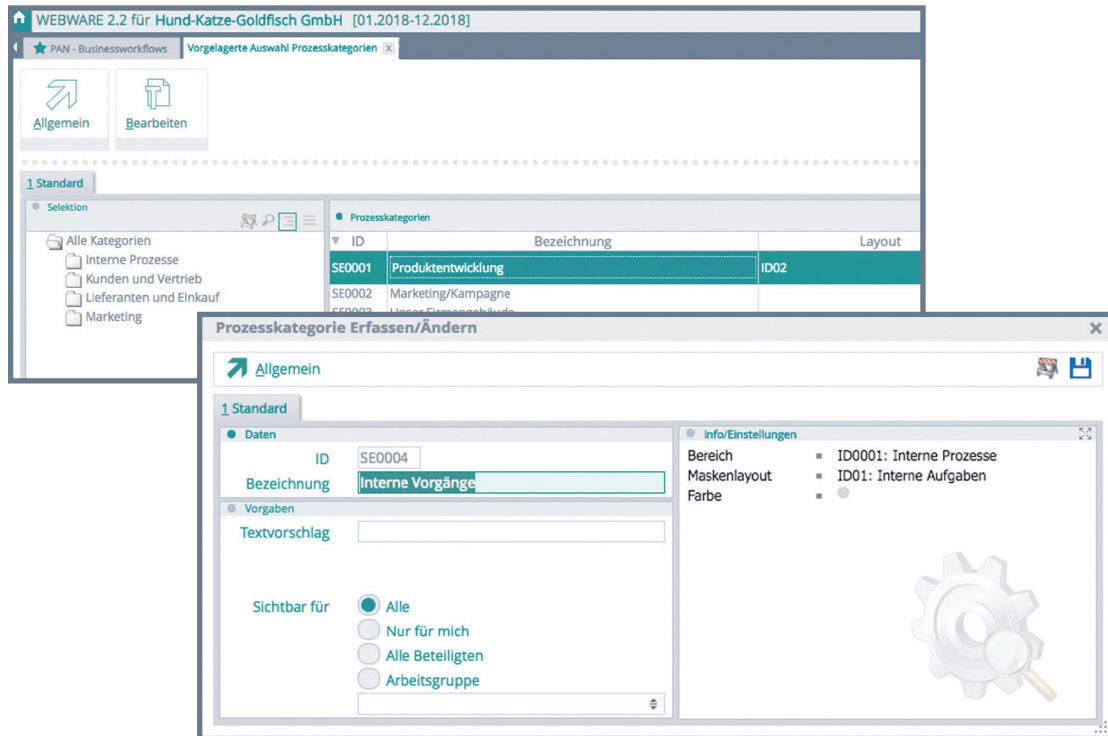 WEBWARE 2.2 für Hund-Katze-Goldfisch GmbH [01.2018-12.2018]
PAN - Businessworkflows Vorgelagerte Auswahl Prozesskategorien x
Allgemein Bearbeiten
1 Standard
Selektion
Prozesskategorien
Alle Kategorien
Interne Prozesse
Kunden und Vertrieb
Lieferanten und EInkauf
Marketing
ID Bezeichnung Layout
SE0001 Produktentwicklung ID02
SE0002 Marketing/Kampagne
SE0003 Unser Firmengebäude
Prozesskategorie Erfassen/Ändern
Allgemein
1 Standard
Daten
ID SE0004
Bezeichnung Interne Vorgänge
Vorgaben
Textvorschlag
Sichtbar für Alle
Nur für mich
Alle Beteiligten
Arbeitsgruppe
Info/Einstellungen
Bereich ID0001: Interne Prozesse
Maskenlayout ID01: Interne Aufgaben
Farbe